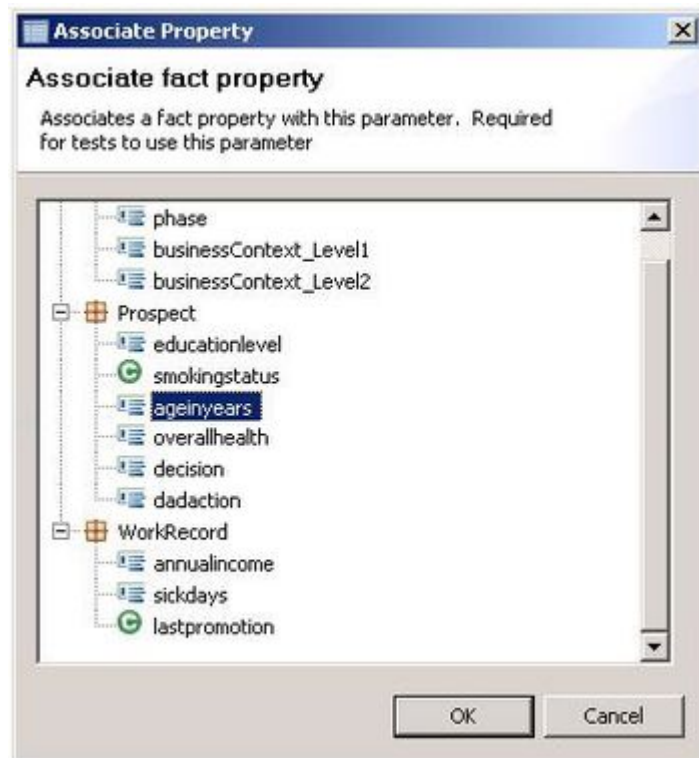 Associate Property
Associate fact property
Associates a fact property with this parameter. Required
for tests to use this parameter
phase
businessContext_Level1
businessContext_Level2
Prospect
educationlevel
smokingstatus
ageinyears
overallhealth
decision
dadaction
WorkRecord
annualincome
sickdays
lastpromotion
OK
Cancel